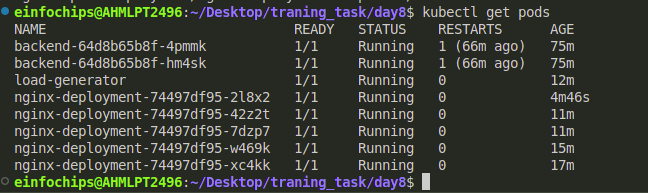 einfochips@AHMLPT2496:~/Desktop/traning_task/day8$ kubectl get pods
NAME READY STATUS RESTARTS AGE
backend-64d8b65b8f-4pmmk 1/1 Running 1 (66m ago) 75m
backend-64d8b65b8f-hm4sk 1/1 Running 1 (66m ago) 75m
load-generator 1/1 Running 0 12m
nginx-deployment-74497df95-2l8x2 1/1 Running 0 4m46s
nginx-deployment-74497df95-42z2t 1/1 Running 0 11m
nginx-deployment-74497df95-7dzp7 1/1 Running 0 11m
nginx-deployment-74497df95-w469k 1/1 Running 0 15m
nginx-deployment-74497df95-xc4kk 1/1 Running 0 17m
einfochips@AHMLPT2496:~/Desktop/traning_task/day8$